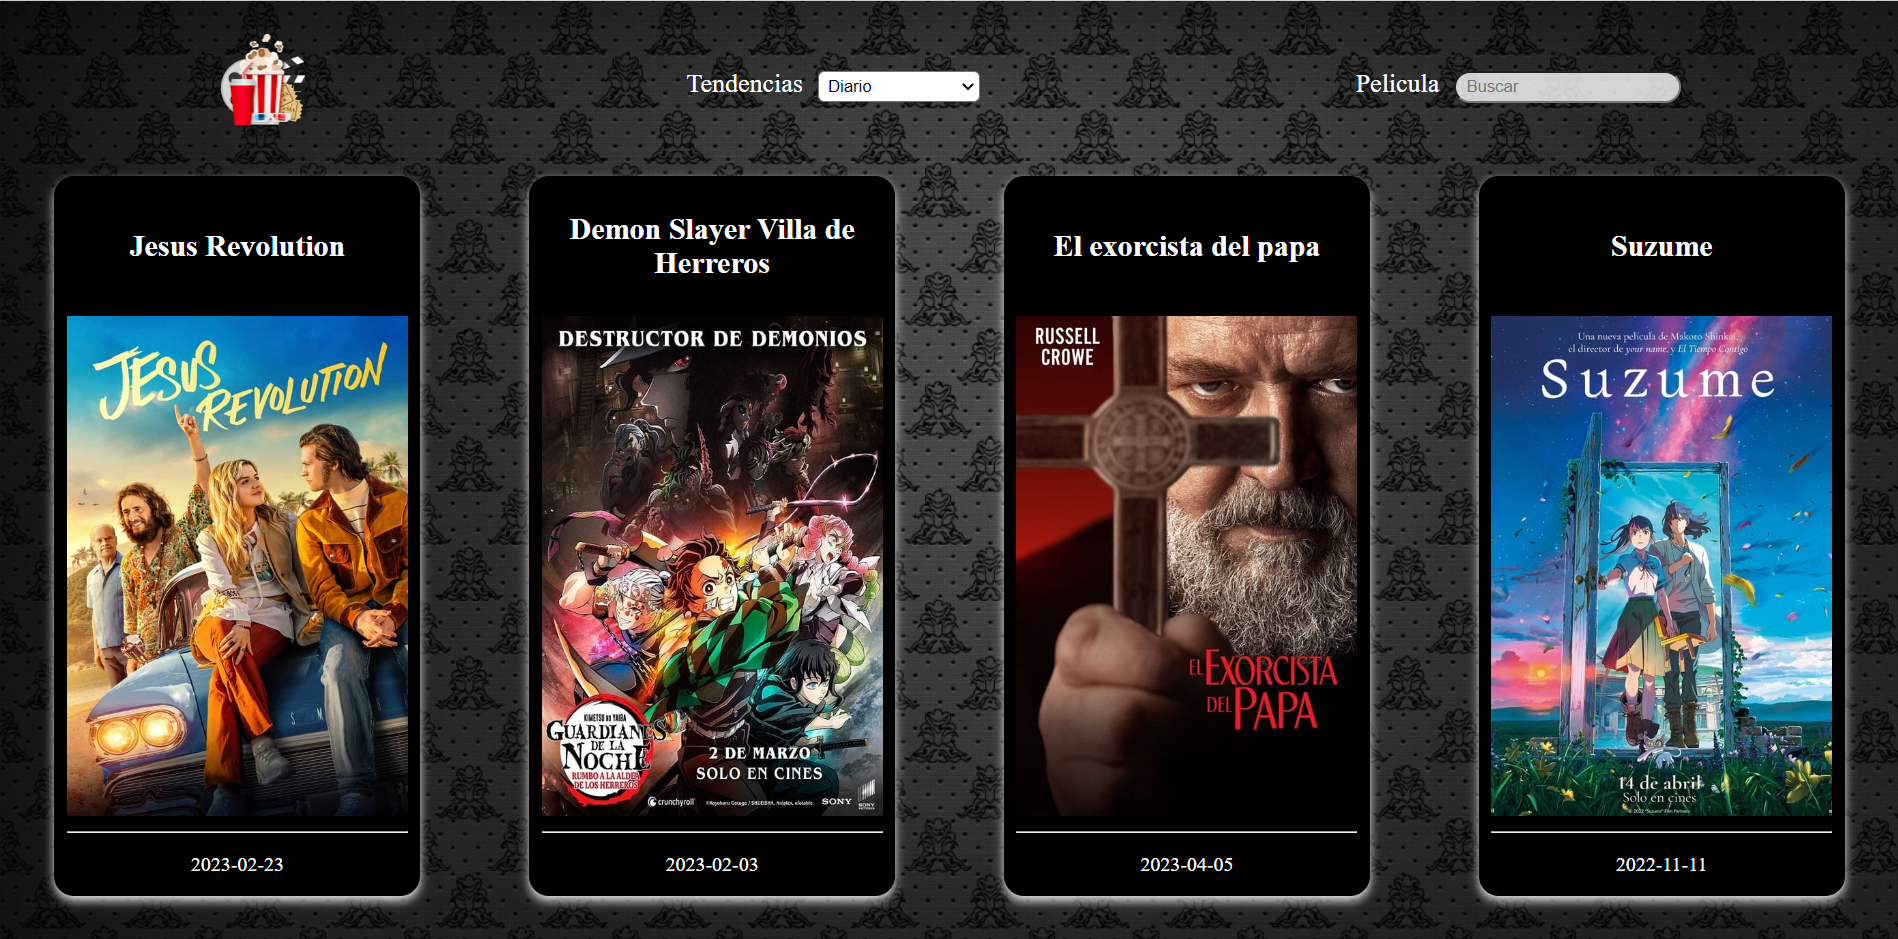 Tendencias
Diario
Pelicula
Buscar
Jesus Revolution
JESUS
REVOLUTION
2023-02-23
Demon Slayer Villa de
Herreros
DESTRUCTOR DE DEMONIOS
KIMETSU NO YAIBA
GUARDIANES
DE LA
NOCHE
RUMBO A LA ALDEA
DE LOS HERREROS
2 DE MARZO
SOLO EN CINES
crunchyroll
SONY
2023-02-03
El exorcista del papa
RUSSELL
CROWE
EL EXORCISTA
DEL PAPA
2023-04-05
Suzume
Una nueva película de Makoto Shinkai,
el director de your name. y El Tiempo Contigo
Suzume
14 de abril
Solo en cines
2022-11-11